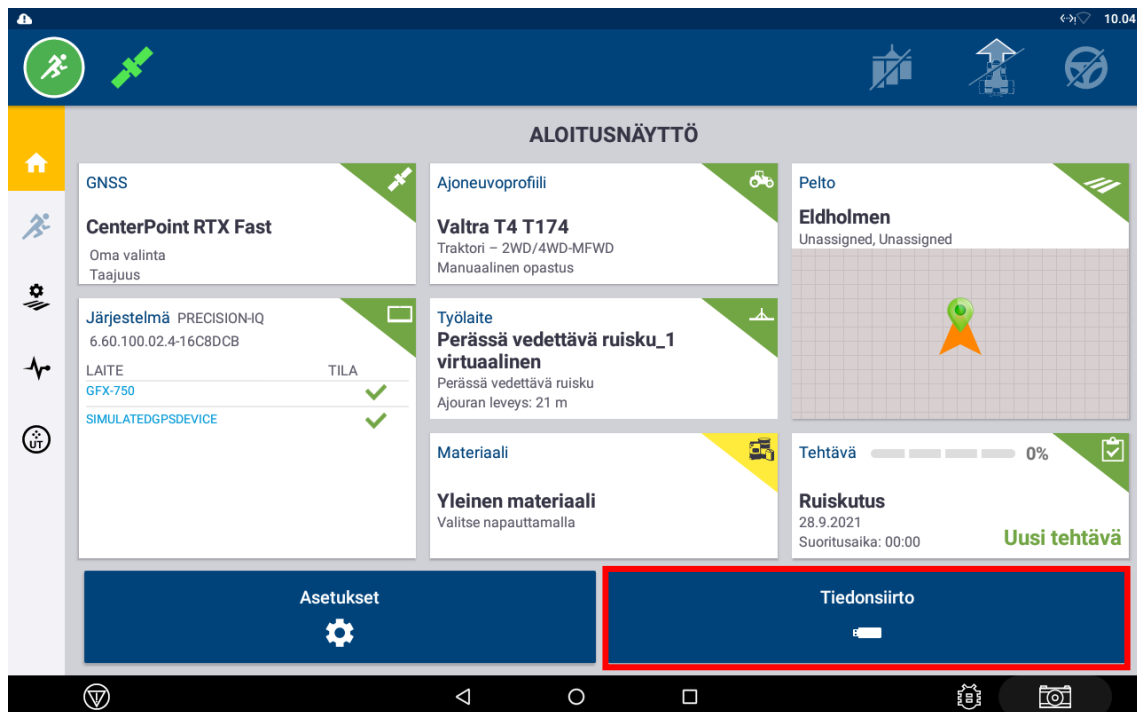 10.04
ALOITUSNÄYTTÖ
GNSS
CenterPoint RTX Fast
Oma valinta
Taajuus
Ajoneuvoprofiili
Valtra T4 T174
Traktori – 2WD/4WD-MFWD
Manuaalinen opastus
Pelto
Eldholmen
Unassigned, Unassigned
Järjestelmä PRECISION-IQ
6.60.100.02.4-16C8DCB
LAITE TILA
GFX-750
SIMULATEDGPSDEVICE
Työlaite
Perässä vedettävä ruisku_1
virtuaalinen
Perässä vedettävä ruisku
Ajouran leveys: 21 m
UT
Materiaali
Yleinen materiaali
Valitse napauttamalla
Tehtävä 0%
Ruiskutus
28.9.2021
Suoritusaika: 00:00
Uusi tehtävä
Asetukset
Tiedonsiirto